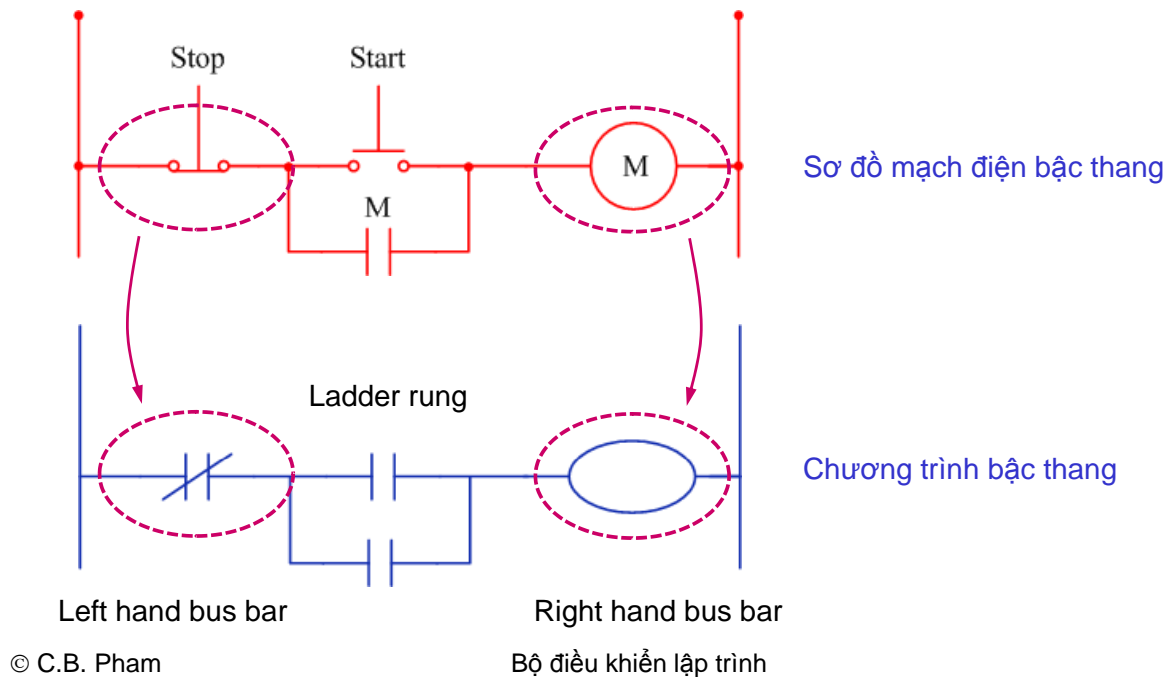 Stop Start
M
Sơ đồ mạch điện bậc thang
M
Ladder rung
Chương trình bậc thang
Left hand bus bar Right hand bus bar
© C.B. Pham Bộ điều khiển lập trình